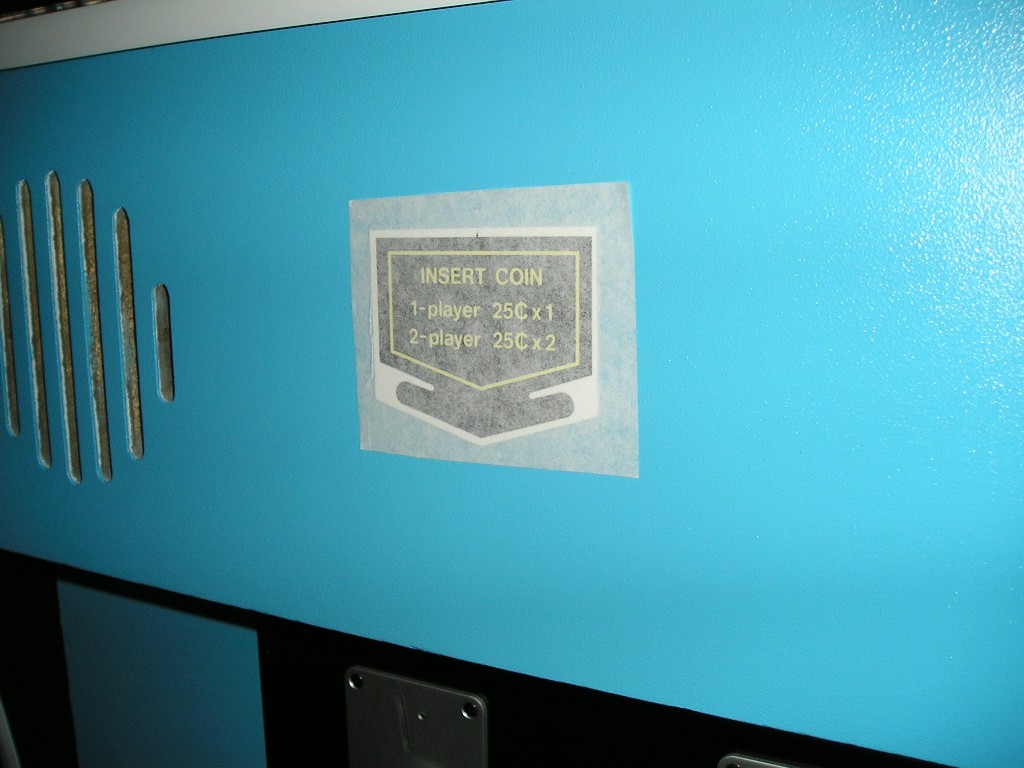 INSERT COIN
1-player 25₵ x 1
2-player 25₵ x 2